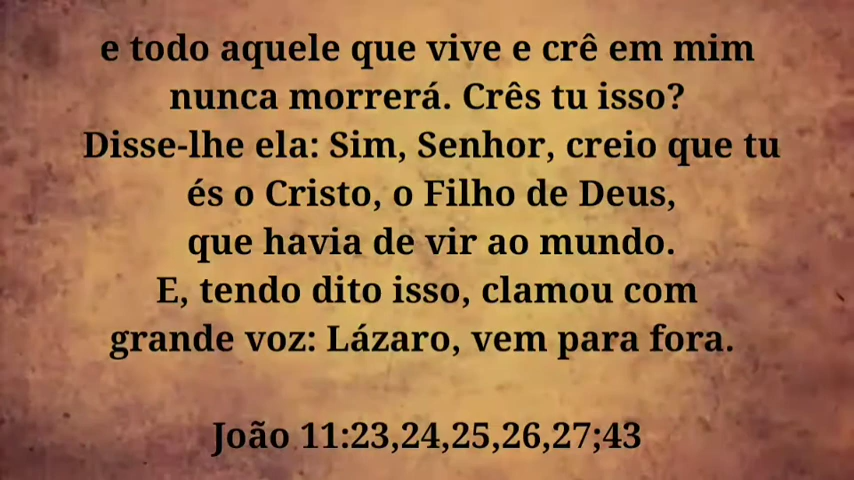 e todo aquele que vive e crê em mim
nunca morrerá. Crês tu isso?
Disse-lhe ela: Sim, Senhor, creio que tu
és o Cristo, o Filho de Deus,
que havia de vir ao mundo.
E, tendo dito isso, clamou com
grande voz: Lázaro, vem para fora.
João 11:23,24,25,26,27;43